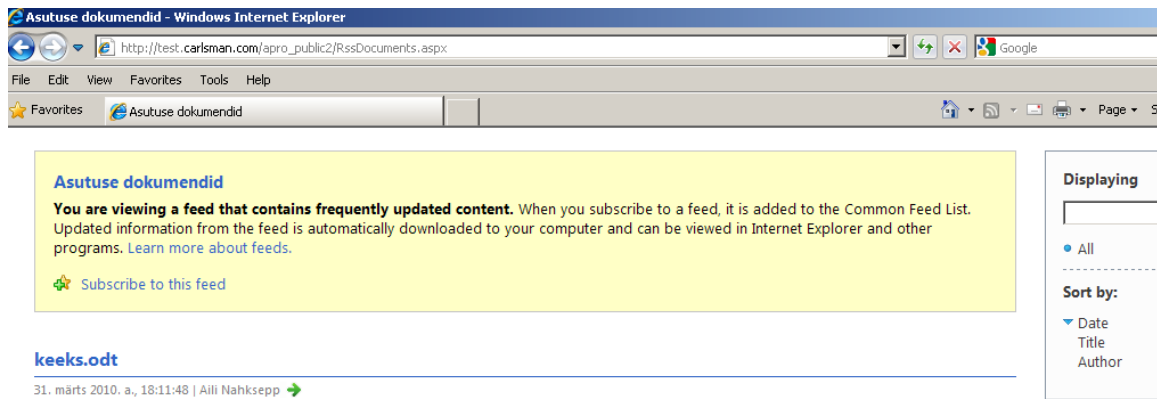 Asutuse dokumendid - Windows Internet Explorer
http://test.carlsman.com/apro_public2/RssDocuments.aspx
Google
File Edit View Favorites Tools Help
Favorites
Asutuse dokumendid
Page
Asutuse dokumendid
You are viewing a feed that contains frequently updated content. When you subscribe to a feed, it is added to the Common Feed List.
Updated information from the feed is automatically downloaded to your computer and can be viewed in Internet Explorer and other
programs. Learn more about feeds.
Subscribe to this feed
keeks.odt
31. märts 2010. a., 18:11:48 | Aili Nahksepp
Displaying
All
Sort by:
Date
Title
Author